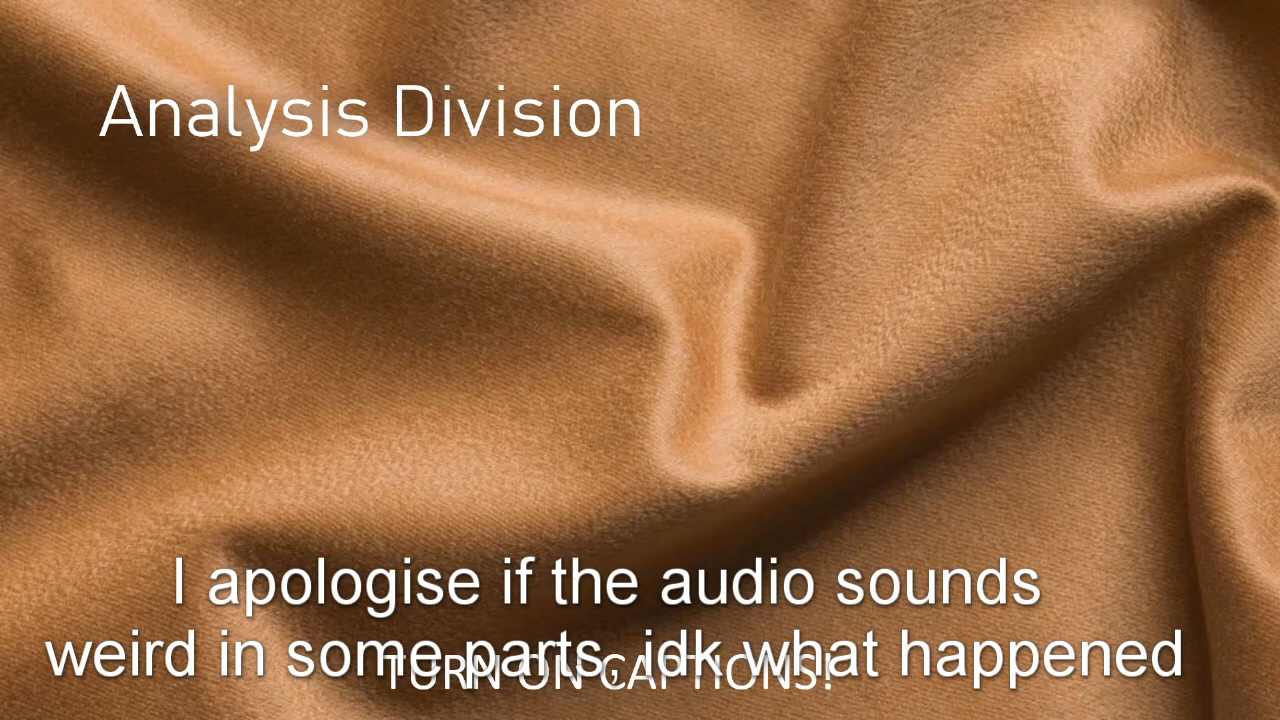 Analysis Division
I apologise if the audio sounds
weird in some parts, idk what happened
TURN ON CAPTIONS!